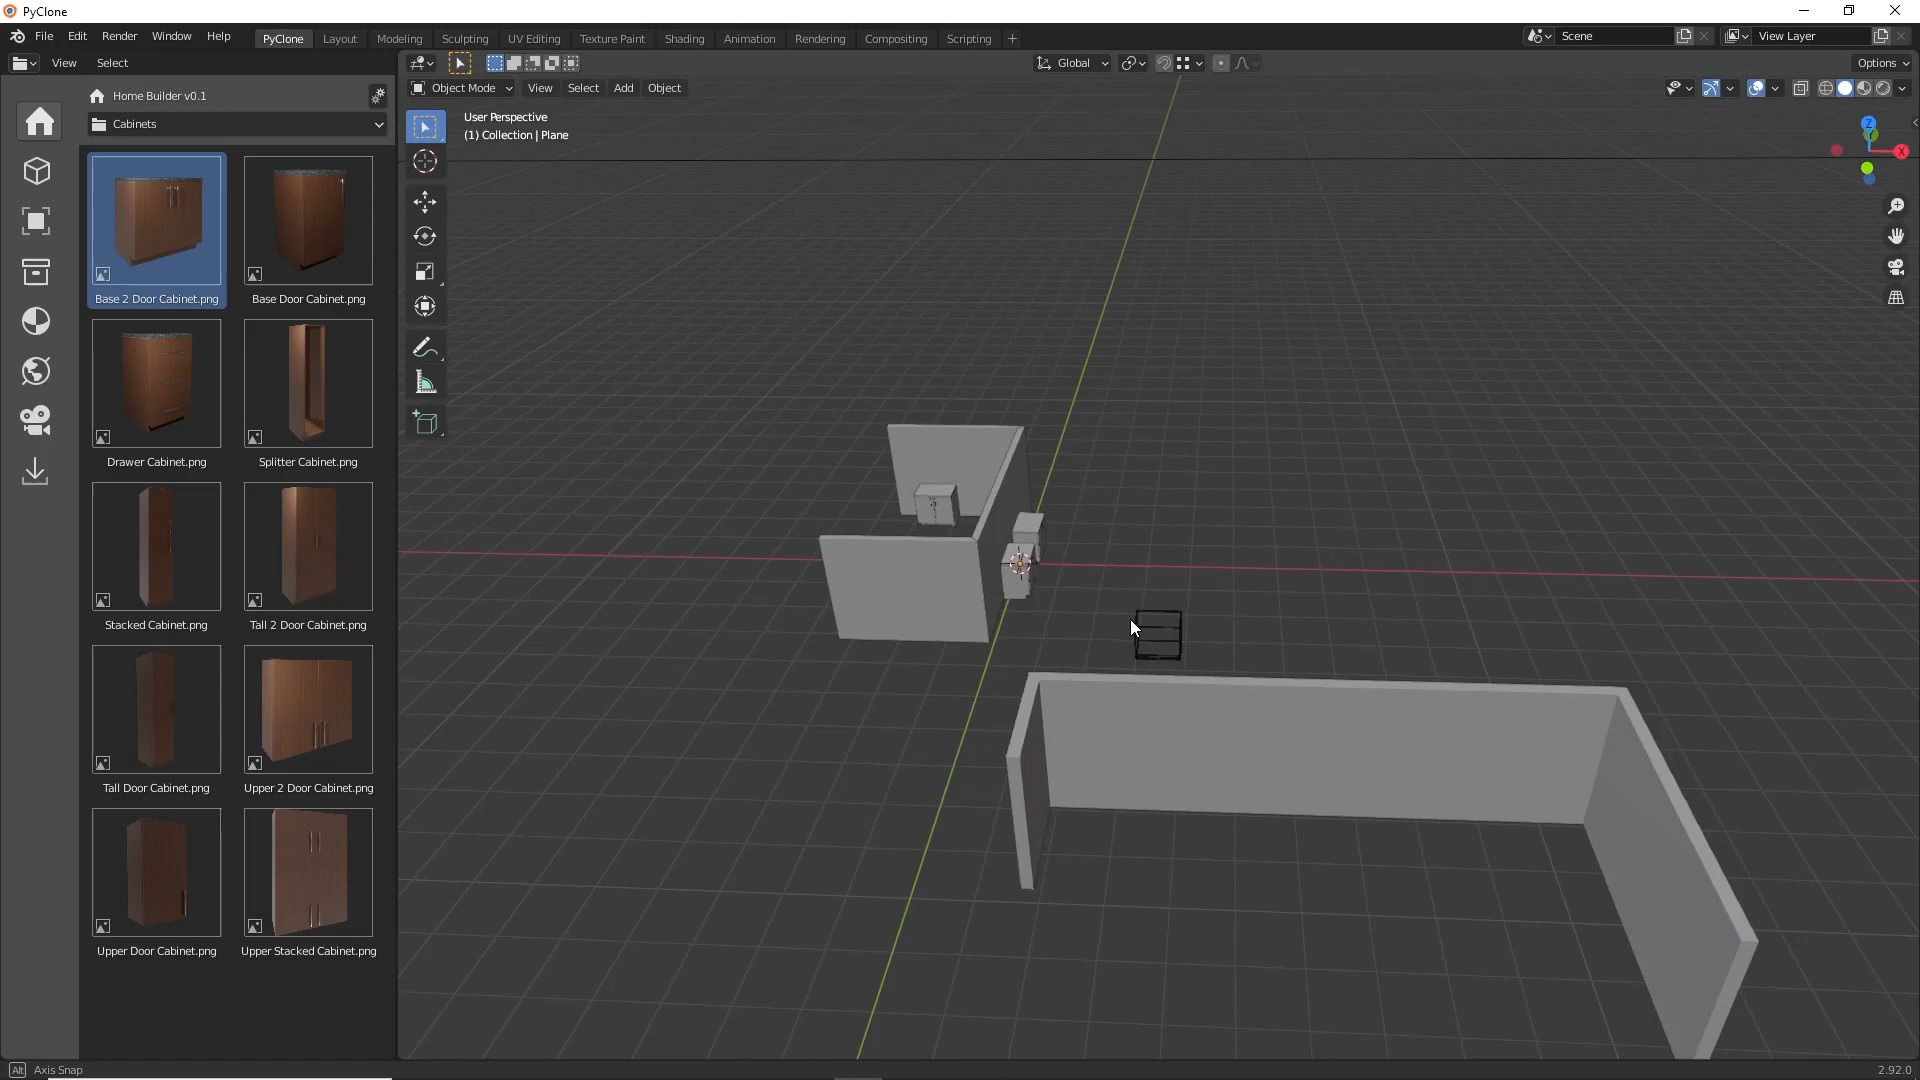 PyClone
File Edit Render Window Help PyClone Layout Modeling Sculpting UV Editing Texture Paint Shading Animation Rendering Compositing Scripting Scene View Layer
View Select Global Options
Home Builder v0.1
Object Mode View Select Add Object
Cabinets
User Perspective
(1) Collection | Plane
Z
X
Base 2 Door Cabinet.png Base Door Cabinet.png
Drawer Cabinet.png Splitter Cabinet.png
Stacked Cabinet.png Tall 2 Door Cabinet.png
Tall Door Cabinet.png Upper 2 Door Cabinet.png
Upper Door Cabinet.png Upper Stacked Cabinet.png
Alt Axis Snap 2.92.0